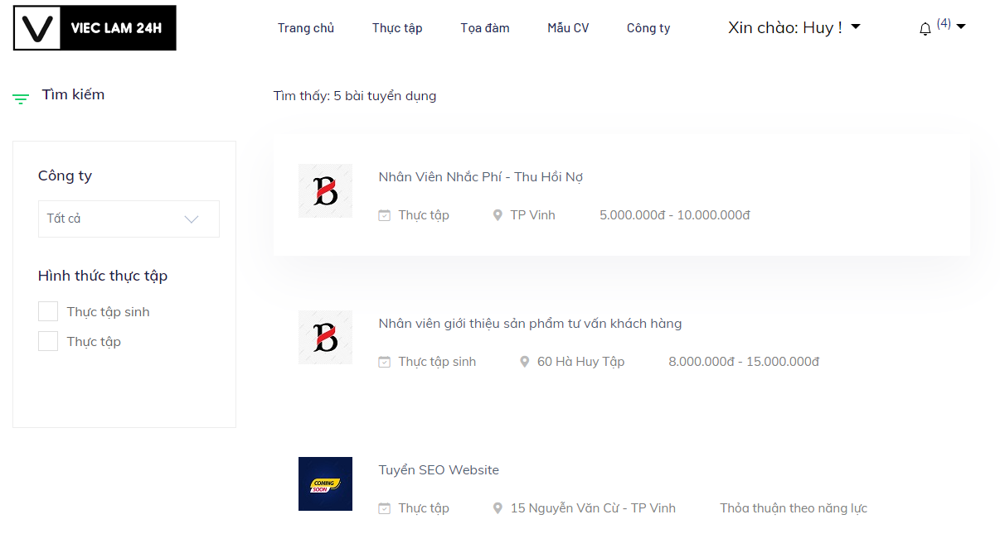 V VIEC LAM 24H
Trang chủ Thực tập Tọa đàm Mẫu CV Công ty Xin chào: Huy ! (4)
Tìm kiếm
Tìm thấy: 5 bài tuyển dụng
Công ty
Tất cả
Hình thức thực tập
Thực tập sinh
Thực tập
B
Nhân Viên Nhắc Phí - Thu Hồi Nợ
Thực tập TP Vinh 5.000.000đ - 10.000.000đ
B
Nhân viên giới thiệu sản phẩm tư vấn khách hàng
Thực tập sinh 60 Hà Huy Tập 8.000.000đ - 15.000.000đ
COMING
SOON
Tuyển SEO Website
Thực tập 15 Nguyễn Văn Cừ - TP Vinh Thỏa thuận theo năng lực